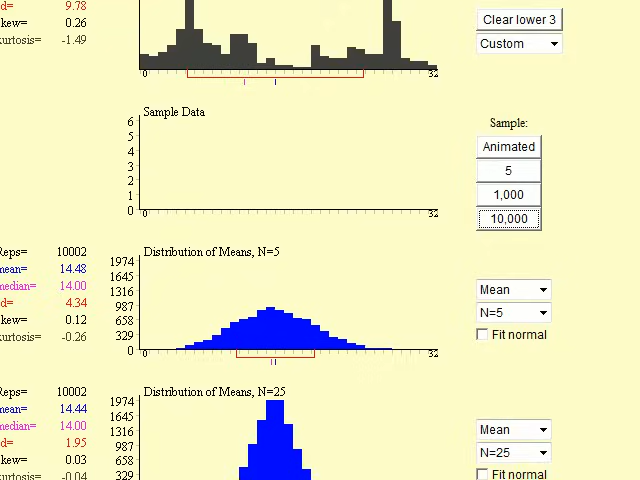 d= 9.78
kew= 0.26
urtosis= -1.49
0 32
Clear lower 3
Custom
Sample Data
6
5
4
3
2
1
0
0 32
Sample:
Animated
5
1,000
10,000
Reps= 10002
mean= 14.48
median= 14.00
d= 4.34
kew= 0.12
urtosis= -0.26
Distribution of Means, N=5
1974
1645
1316
987
658
329
0
0 32
Mean
N=5
Fit normal
Reps= 10002
mean= 14.44
median= 14.00
d= 1.95
kew= 0.03
urtosis= -0.04
Distribution of Means, N=25
1974
1645
1316
987
658
329
Mean
N=25
Fit normal